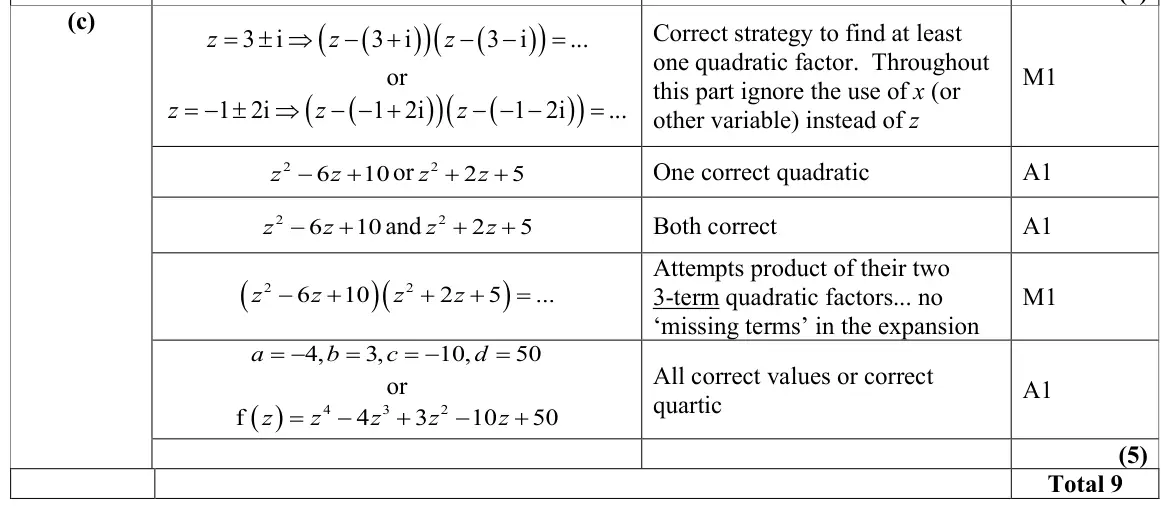 (c)
z = 3 ± i ⇒ (z − (3 + i))(z − (3 − i)) = ...
or
z = −1 ± 2i ⇒ (z − (−1 + 2i))(z − (−1 − 2i)) = ...
Correct strategy to find at least
one quadratic factor. Throughout
this part ignore the use of x (or
other variable) instead of z
M1
z² − 6z + 10 or z² + 2z + 5
One correct quadratic
A1
z² − 6z + 10 and z² + 2z + 5
Both correct
A1
(z² − 6z + 10)(z² + 2z + 5) = ...
Attempts product of their two
3-term quadratic factors... no
‘missing terms’ in the expansion
M1
a = −4, b = 3, c = −10, d = 50
or
f(z) = z⁴ − 4z³ + 3z² − 10z + 50
All correct values or correct
quartic
A1
(5)
Total 9